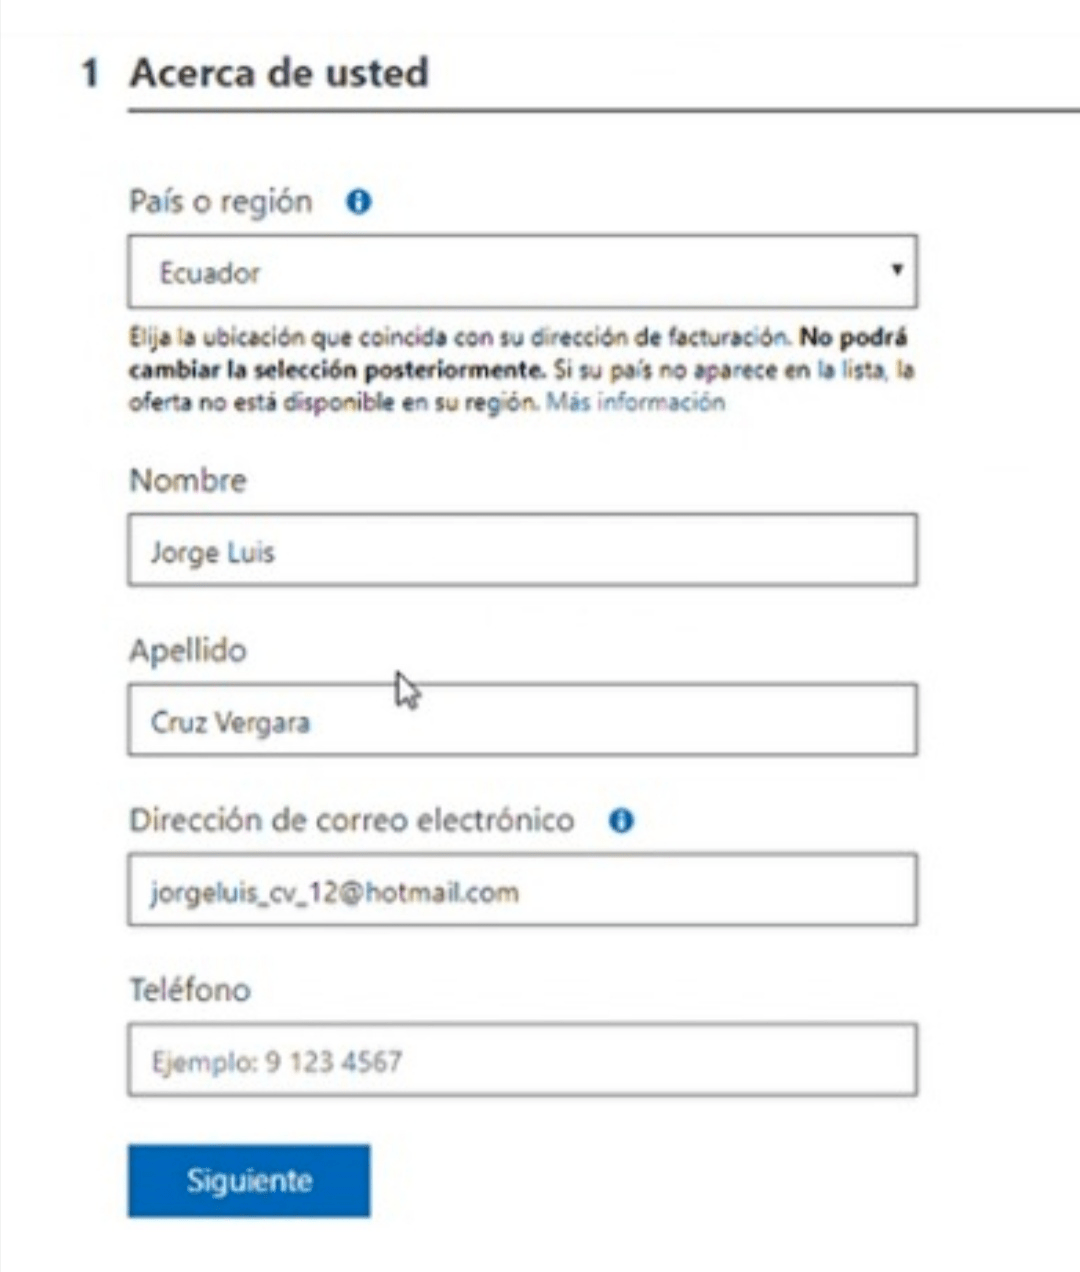 1 Acerca de usted
País o región
Ecuador
Elija la ubicación que coincida con su dirección de facturación. No podrá
cambiar la selección posteriormente. Si su país no aparece en la lista, la
oferta no está disponible en su región. Más información
Nombre
Jorge Luis
Apellido
Cruz Vergara
Dirección de correo electrónico
jorgeluis_cv_12@hotmail.com
Teléfono
Ejemplo: 9 123 4567
Siguiente